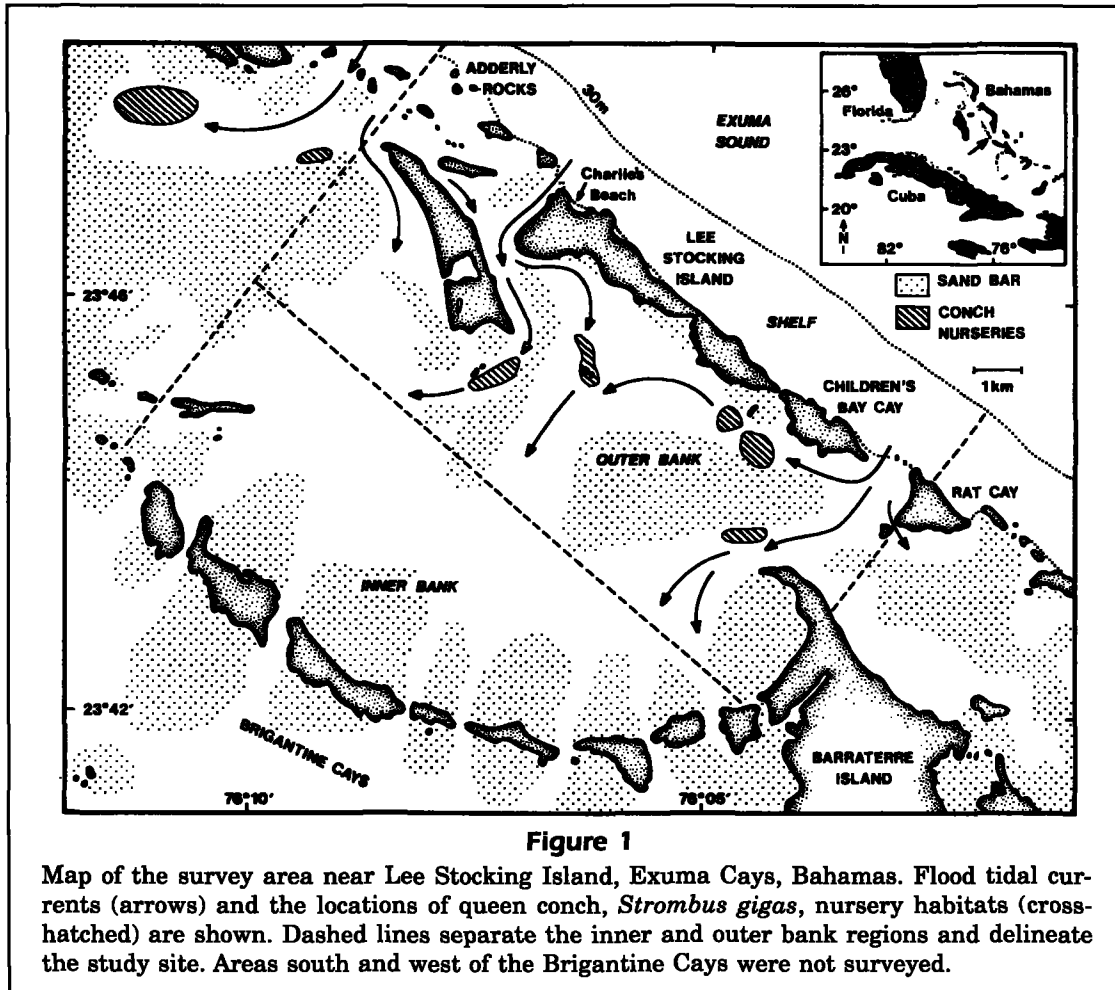 ADDERLY
ROCKS
30m
EXUMA
SOUND
26°
Bahamas
Florida
23°
Cuba
20°
N
82°
76°
Charlie's
Beach
LEE
STOCKING
ISLAND
SAND BAR
23°46'
SHELF
CONCH
NURSERIES
1km
CHILDREN'S
BAY CAY
OUTER BANK
RAT CAY
INNER BANK
23°42'
BRIGANTINE CAYS
BARRATERRE
ISLAND
76°10'
76°05'
Figure 1
Map of the survey area near Lee Stocking Island, Exuma Cays, Bahamas. Flood tidal cur-
rents (arrows) and the locations of queen conch, Strombus gigas, nursery habitats (cross-
hatched) are shown. Dashed lines separate the inner and outer bank regions and delineate
the study site. Areas south and west of the Brigantine Cays were not surveyed.